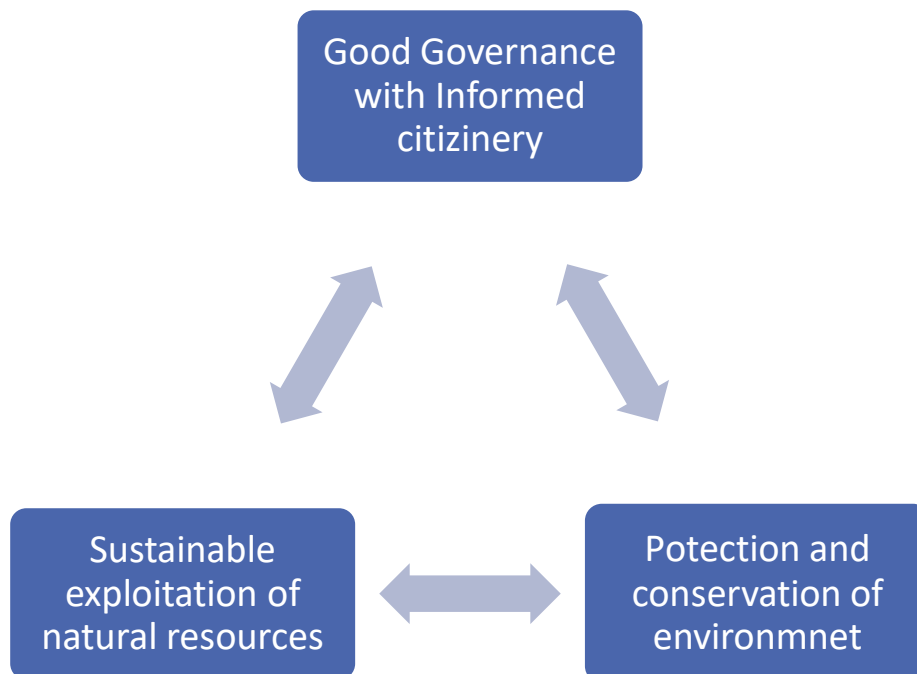 Good Governance
with Informed
citizinery
Sustainable
exploitation of
natural resources
Potection and
conservation of
environmnet